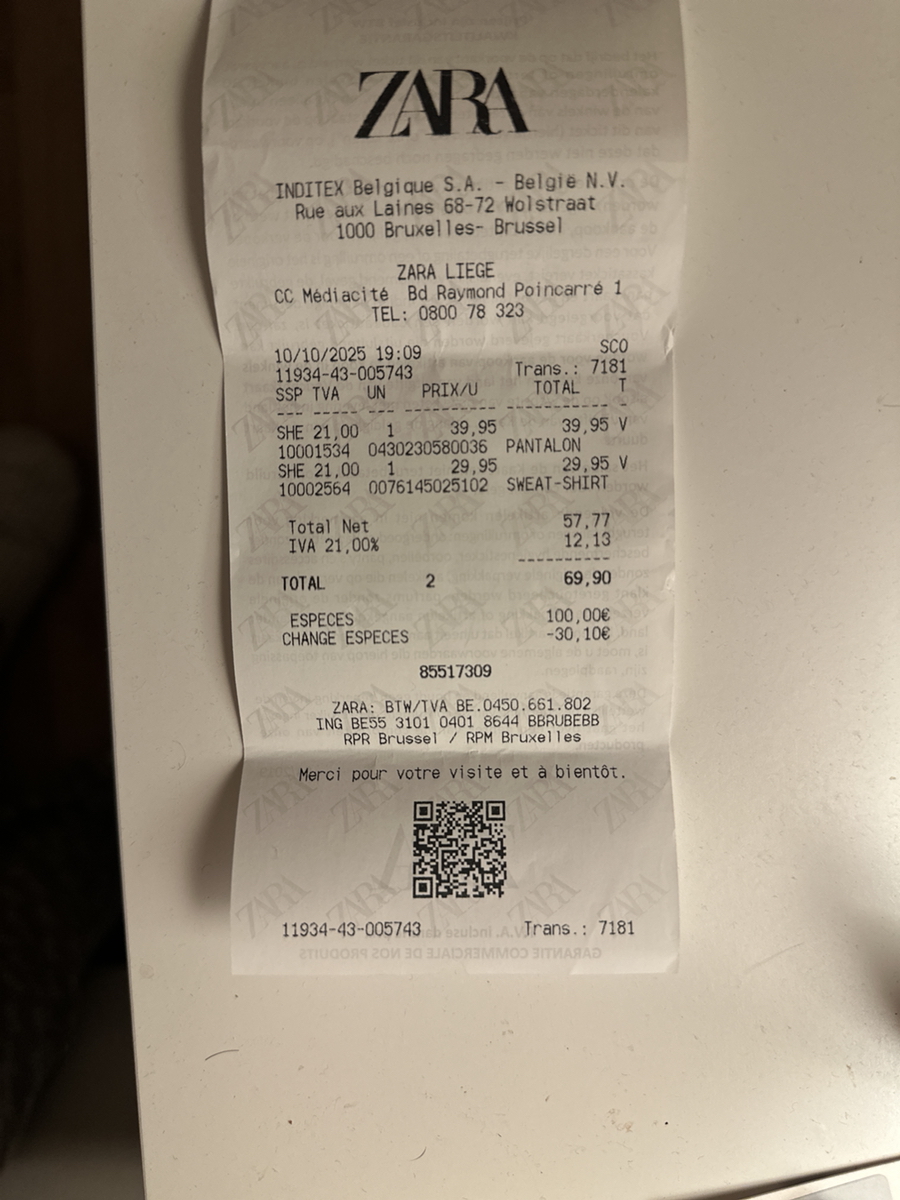 ZARA
INDITEX Belgique S.A. - België N.V.
Rue aux Laines 68-72 Wolstraat
1000 Bruxelles- Brussel
ZARA LIEGE
CC Médiacité Bd Raymond Poincarré 1
TEL: 0800 78 323
10/10/2025 19:09 SCO
11934-43-005743 Trans.: 7181
SSP TVA UN PRIX/U TOTAL T
SHE 21,00 1 39,95 39,95 V
10001534 0430230580036 PANTALON
SHE 21,00 1 29,95 29,95 V
10002564 0076145025102 SWEAT-SHIRT
Total Net 57,77
IVA 21,00% 12,13
TOTAL 2 69,90
ESPECES 100,00€
CHANGE ESPECES -30,10€
85517309
ZARA: BTW/TVA BE.0450.661.802
ING BE55 3101 0401 8644 BBRUBEBB
RPR Brussel / RPM Bruxelles
Merci pour votre visite et à bientôt.
11934-43-005743 Trans.: 7181
GARANTIE COMMERCIALE DE NOS PRODUITS